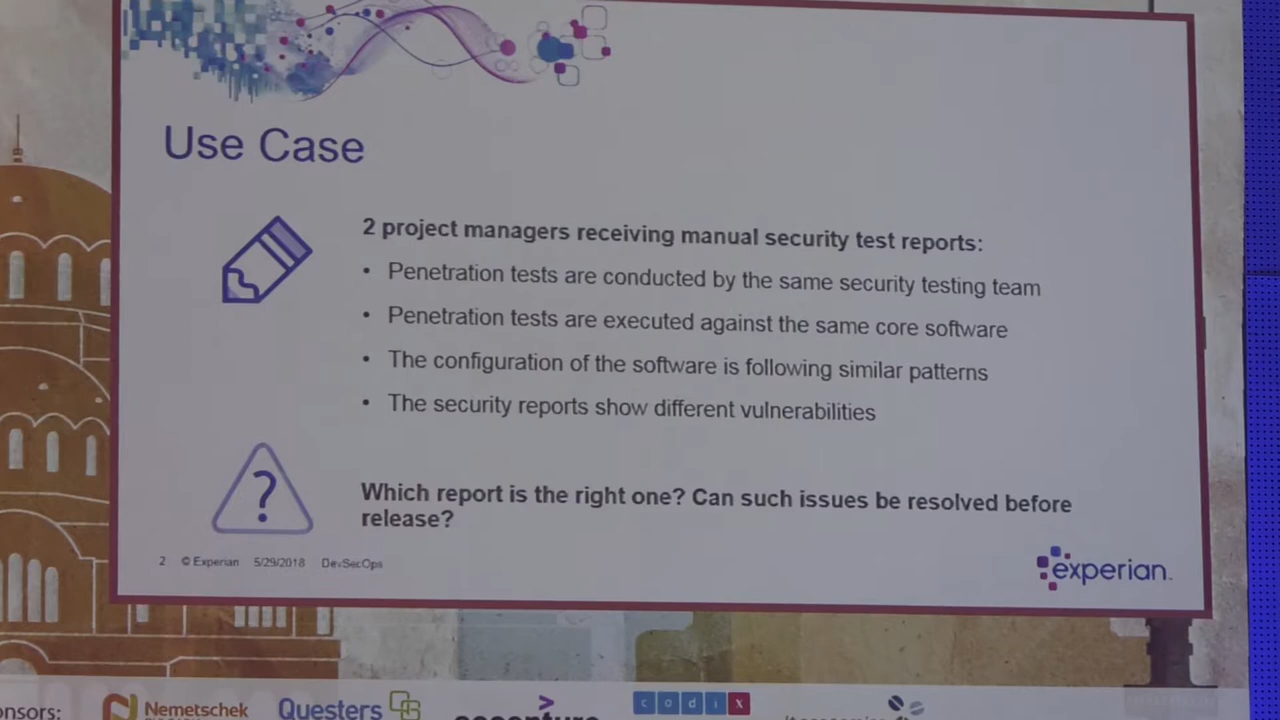 Use Case
2 project managers receiving manual security test reports:
• Penetration tests are conducted by the same security testing team
• Penetration tests are executed against the same core software
• The configuration of the software is following similar patterns
• The security reports show different vulnerabilities
?
Which report is the right one? Can such issues be resolved before
release?
2 © Experian 5/29/2018 DevSecOps
experian.
onsors:
Nemetschek
Questers
accenture
codix